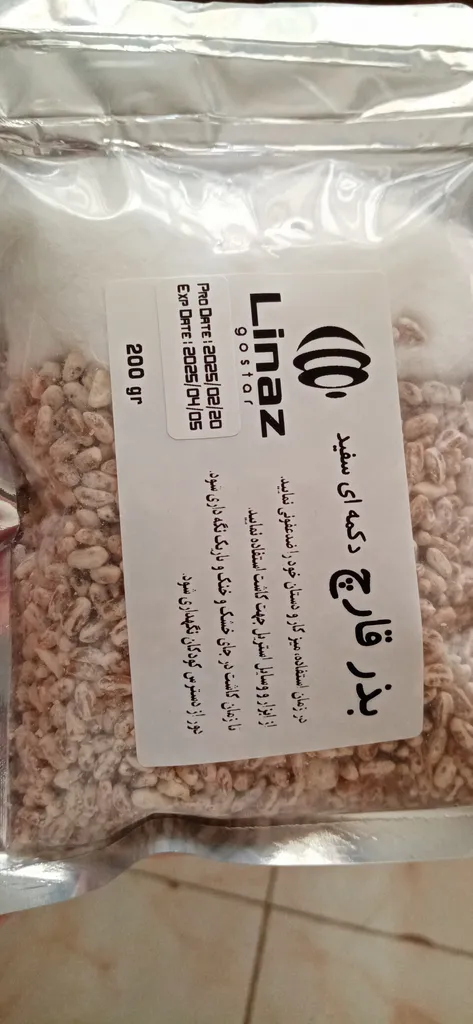 بذر قارچ دکمه ای سفید
Linaz
gostar
در زمان استفاده، میز کار و دستان خود را ضدعفونی نمایید.
از ابزار و وسایل استریل جهت کاشت استفاده نمایید.
تا زمان کاشت در جای خشک و خنک و تاریک نگه داری شود.
دور از دسترس کودکان نگهداری شود.
Pro Date : 2025/02/20
Exp Date : 2025/04/05
200 gr